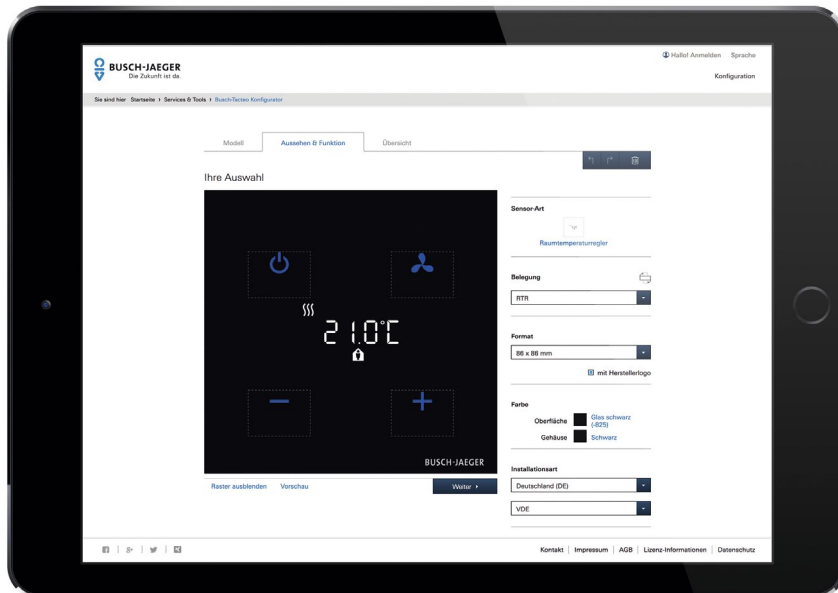 Hallo! Anmelden Sprache
BUSCH-JAEGER
Die Zukunft ist da.
Konfiguration
Sie sind hier Startseite › Services & Tools › Busch-Tacteo Konfigurator
Modell Aussehen & Funktion Übersicht
Ihre Auswahl
Sensor-Art
Raumtemperaturregler
Belegung
RTR
21.0°C
Format
86 x 86 mm
mit Herstellerlogo
Farbe
Oberfläche Glas schwarz
(-825)
Gehäuse Schwarz
BUSCH-JAEGER
Installationsart
Raster ausblenden Vorschau Weiter
Deutschland (DE)
VDE
Kontakt | Impressum | AGB | Lizenz-Informationen | Datenschutz